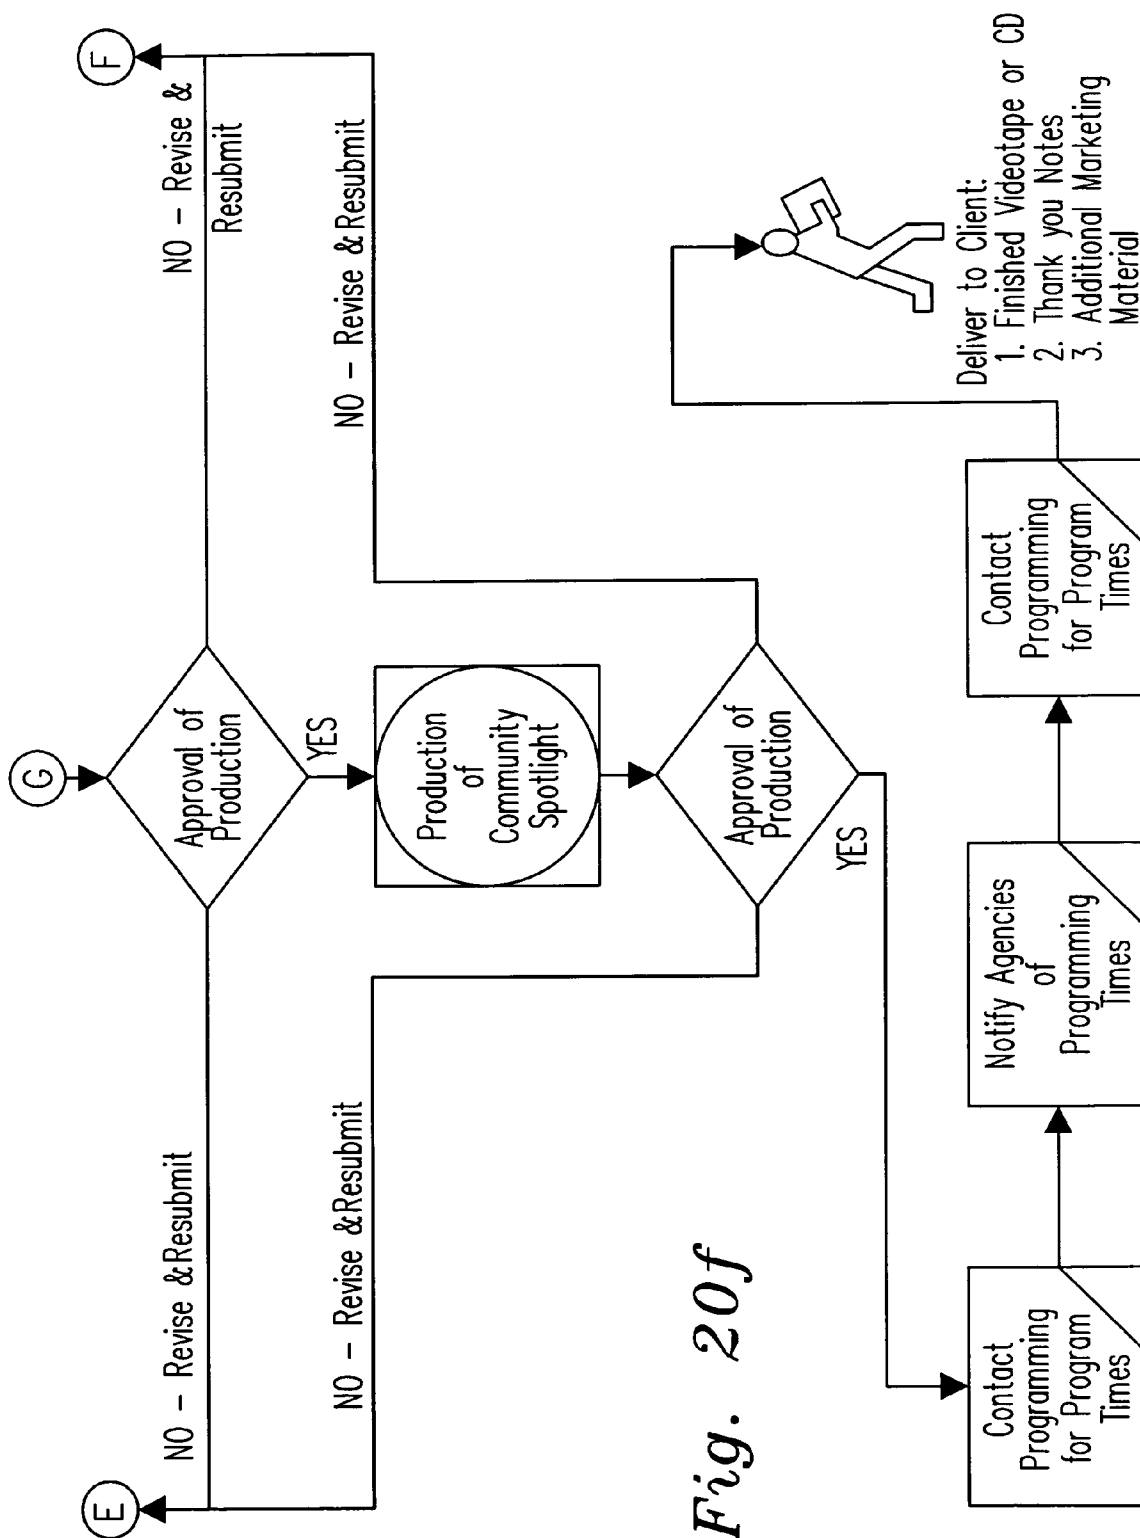 G
E
F
NO - Revise &Resubmit
Approval of
Production
NO - Revise &
Resubmit
YES
NO - Revise &Resubmit
Production
of
Community
Spotlight
NO - Revise &Resubmit
Approval of
Production
YES
Contact
Programming
for Program
Times
Notify Agencies
of
Programming
Times
Contact
Programming
for Program
Times
Deliver to Client:
1. Finished Videotape or CD
2. Thank you Notes
3. Additional Marketing
Material
Fig. 20f